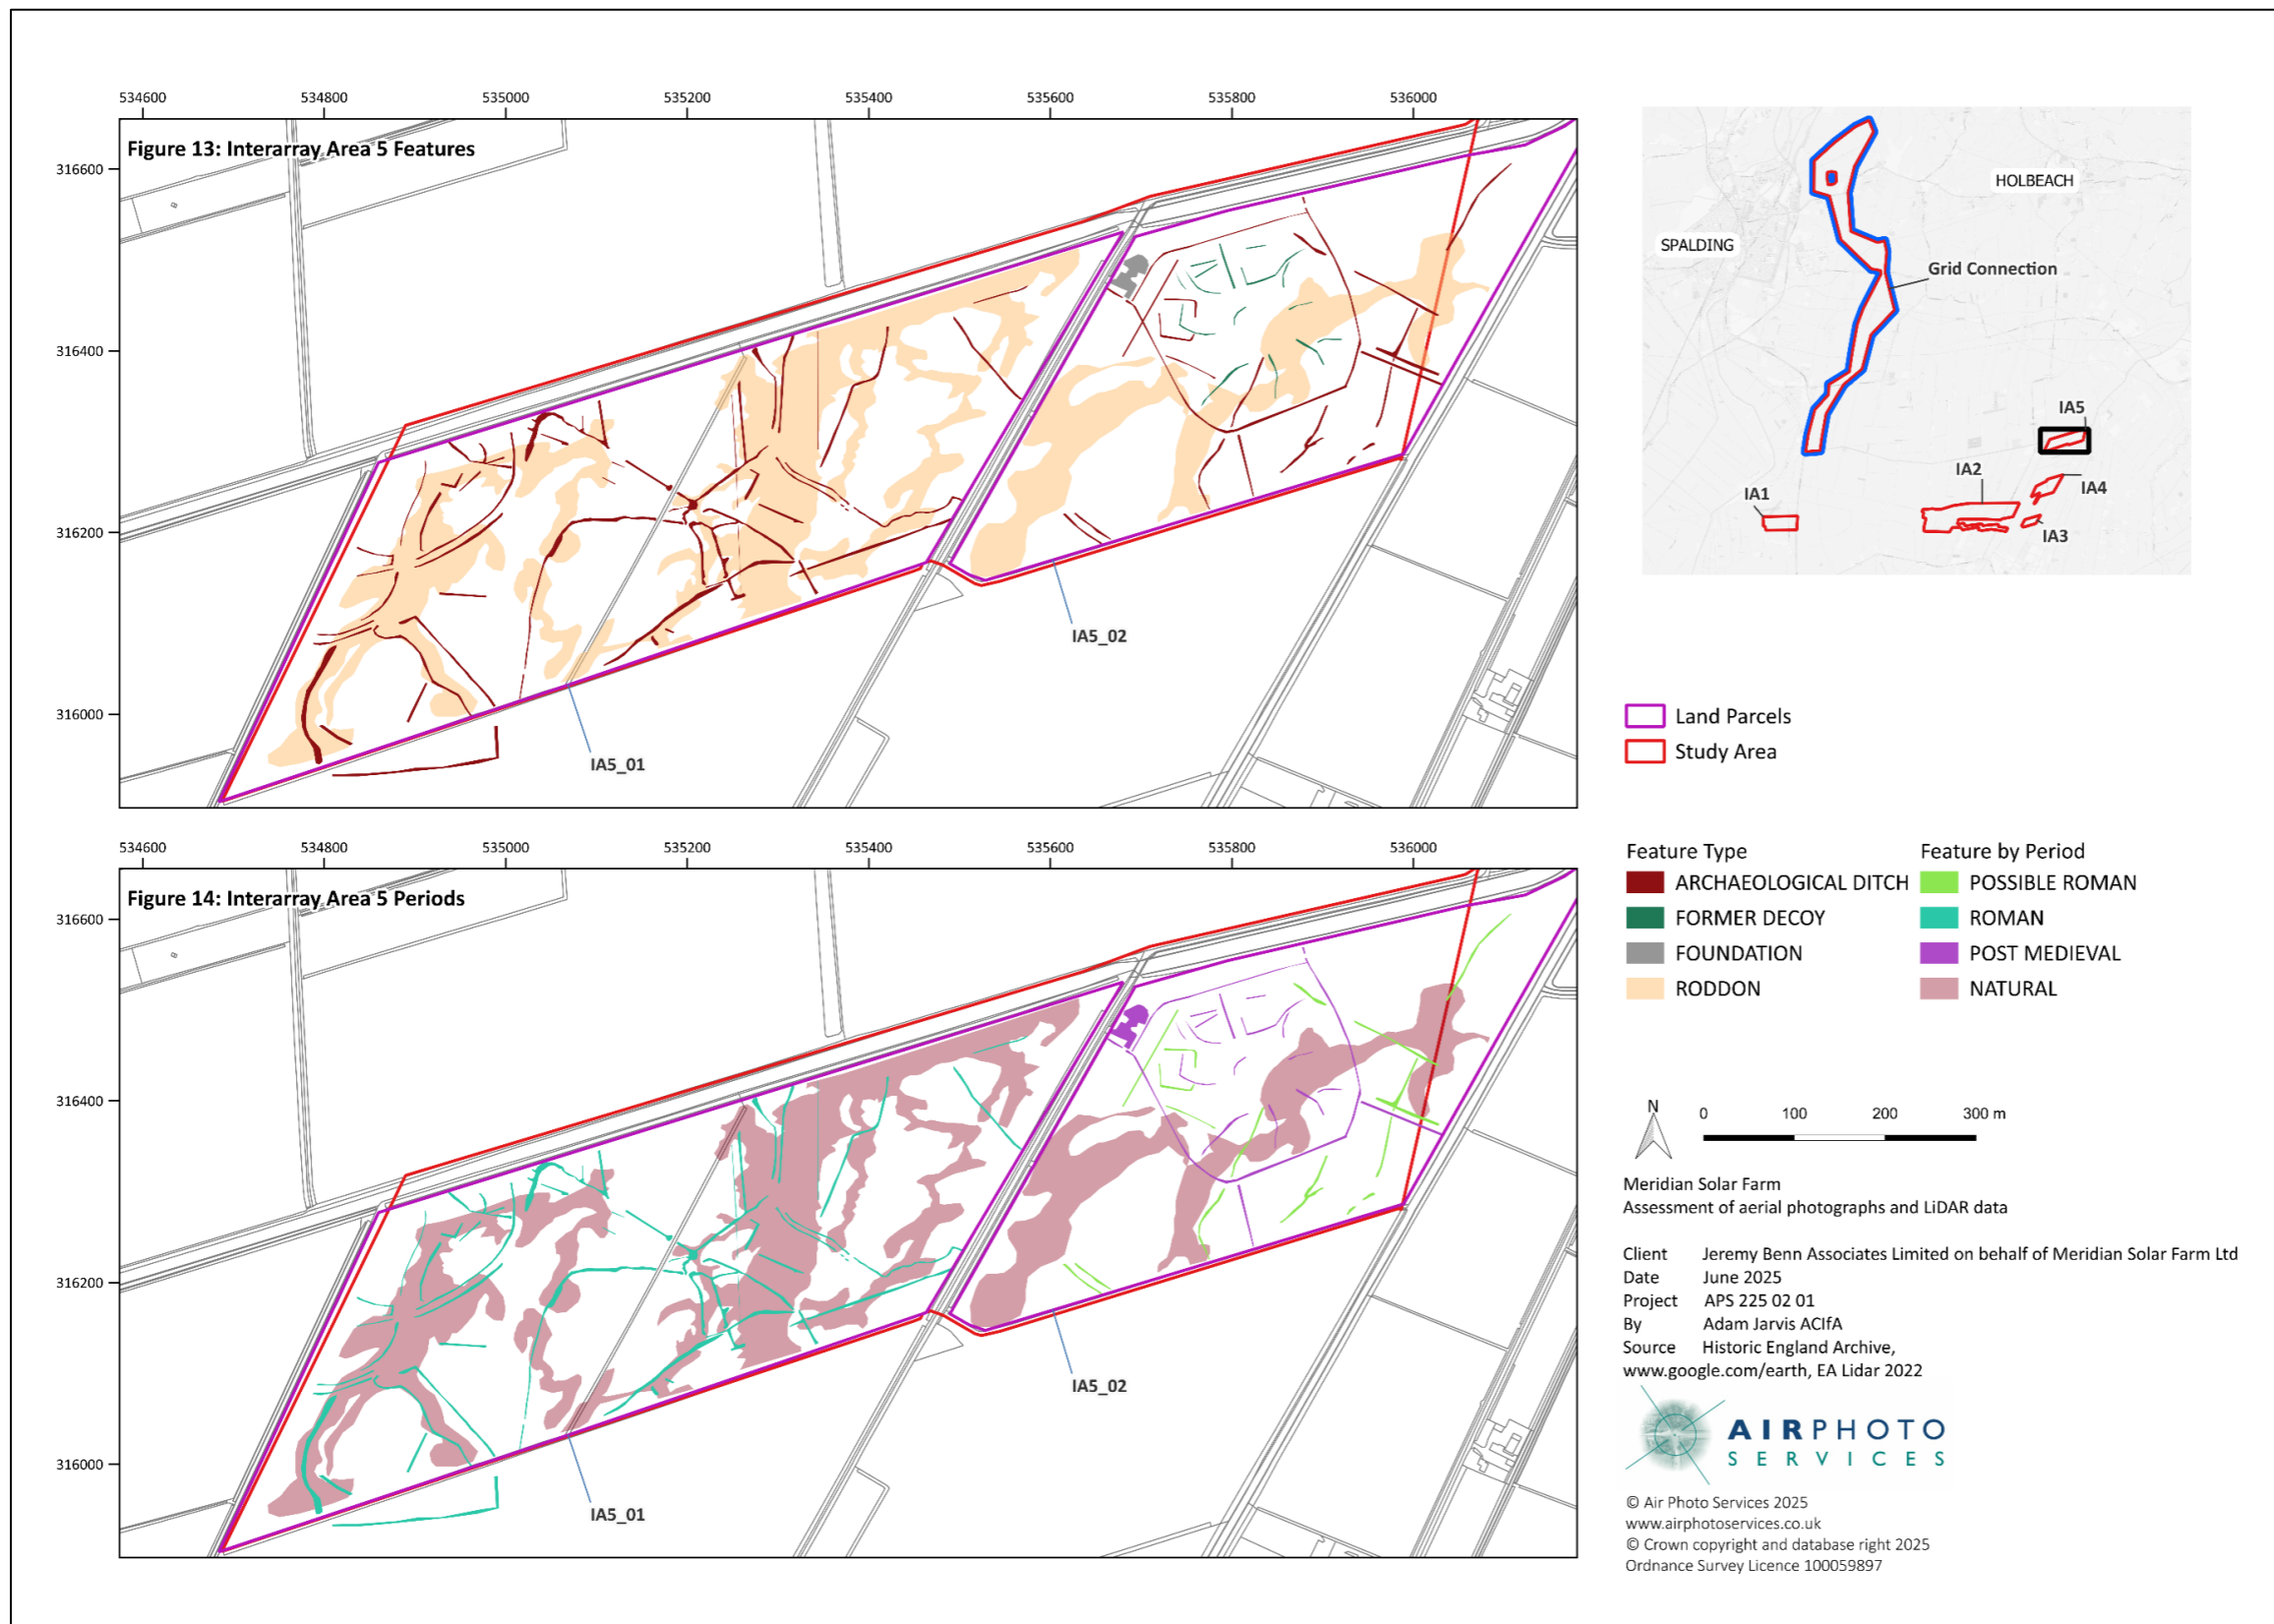 534600 534800 535000 535200 535400 535600 535800 536000
Figure 13: Interarray Area 5 Features
316600
316400
316200
316000
IA5_02
IA5_01
534600 534800 535000 535200 535400 535600 535800 536000
Figure 14: Interarray Area 5 Periods
316600
316400
316200
316000
IA5_02
IA5_01
HOLBEACH
SPALDING
Grid Connection
IA5
IA2
IA4
IA1
IA3
Land Parcels
Study Area
Feature Type
ARCHAEOLOGICAL DITCH
FORMER DECOY
FOUNDATION
RODDON
Feature by Period
POSSIBLE ROMAN
ROMAN
POST MEDIEVAL
NATURAL
N
0 100 200 300 m
Meridian Solar Farm
Assessment of aerial photographs and LiDAR data
Client Jeremy Benn Associates Limited on behalf of Meridian Solar Farm Ltd
Date June 2025
Project APS 225 02 01
By Adam Jarvis ACIfA
Source Historic England Archive,
www.google.com/earth, EA Lidar 2022
AIRPHOTO
SERVICES
© Air Photo Services 2025
www.airphotoservices.co.uk
© Crown copyright and database right 2025
Ordnance Survey Licence 100059897